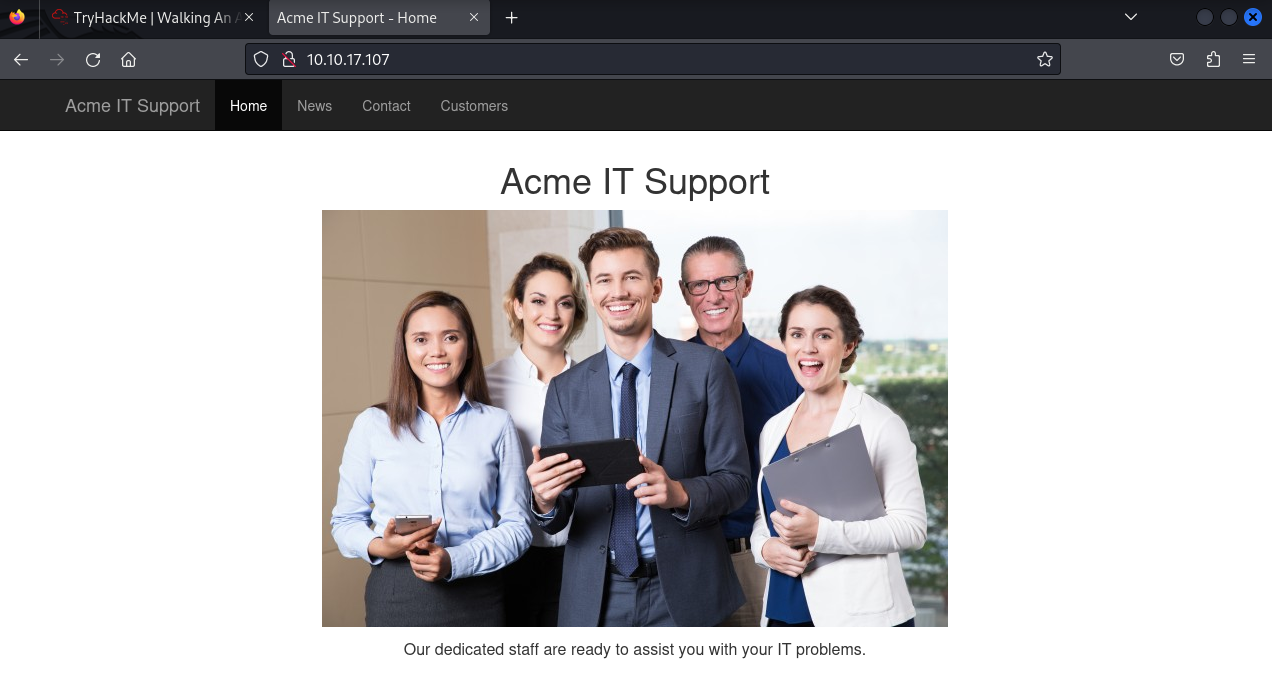 TryHackMe | Walking An A
Acme IT Support - Home
10.10.17.107
Acme IT Support Home News Contact Customers
Acme IT Support
Our dedicated staff are ready to assist you with your IT problems.